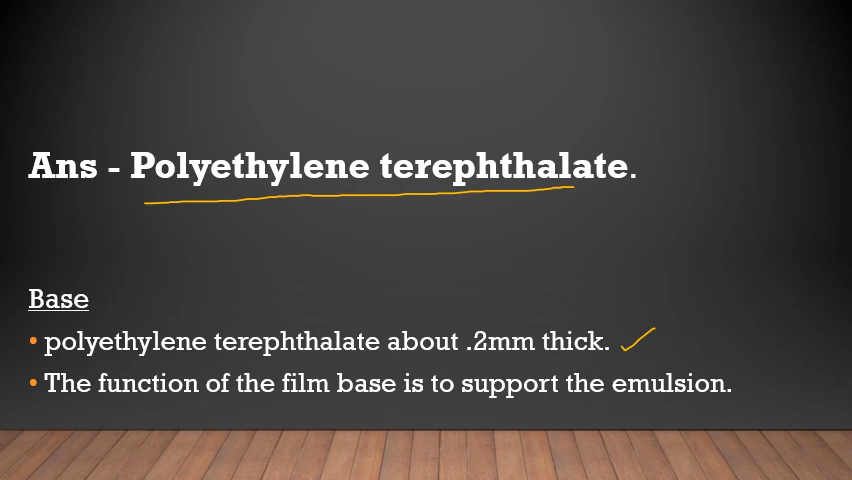 Ans - Polyethylene terephthalate.
Base
• polyethylene terephthalate about .2mm thick.
• The function of the film base is to support the emulsion.